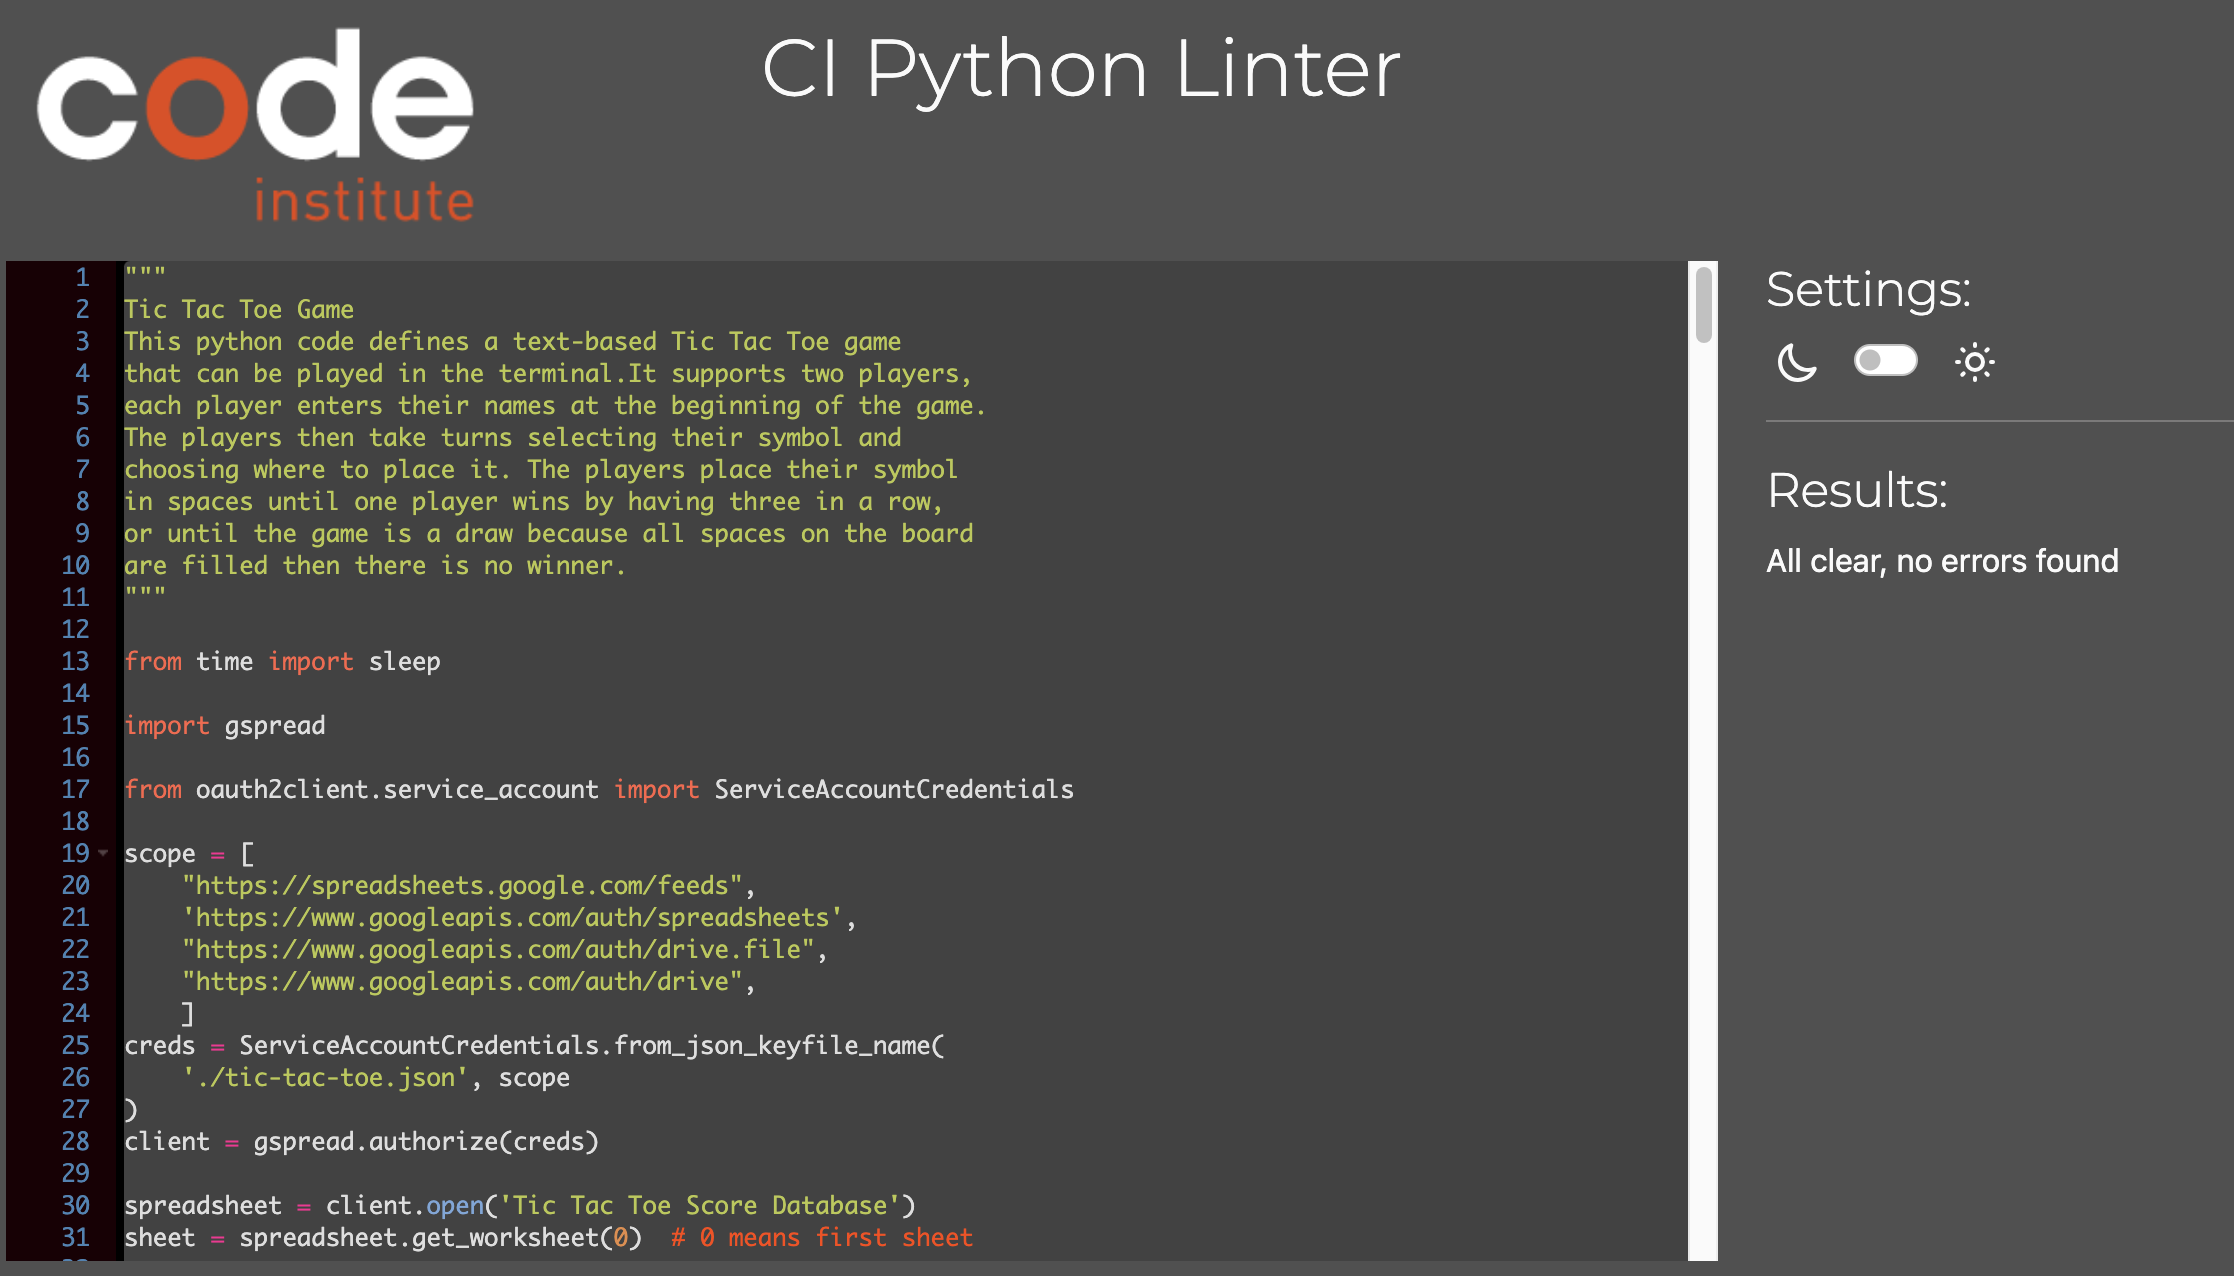 code
institute
CI Python Linter
1 """
2 Tic Tac Toe Game
3 This python code defines a text-based Tic Tac Toe game
4 that can be played in the terminal.It supports two players,
5 each player enters their names at the beginning of the game.
6 The players then take turns selecting their symbol and
7 choosing where to place it. The players place their symbol
8 in spaces until one player wins by having three in a row,
9 or until the game is a draw because all spaces on the board
10 are filled then there is no winner.
11 """
12
13 from time import sleep
14
15 import gspread
16
17 from oauth2client.service_account import ServiceAccountCredentials
18
19 scope = [
20     "https://spreadsheets.google.com/feeds",
21     'https://www.googleapis.com/auth/spreadsheets',
22     "https://www.googleapis.com/auth/drive.file",
23     "https://www.googleapis.com/auth/drive",
24     ]
25 creds = ServiceAccountCredentials.from_json_keyfile_name(
26     './tic-tac-toe.json', scope
27 )
28 client = gspread.authorize(creds)
29
30 spreadsheet = client.open('Tic Tac Toe Score Database')
31 sheet = spreadsheet.get_worksheet(0)  # 0 means first sheet
Settings:
Results:
All clear, no errors found